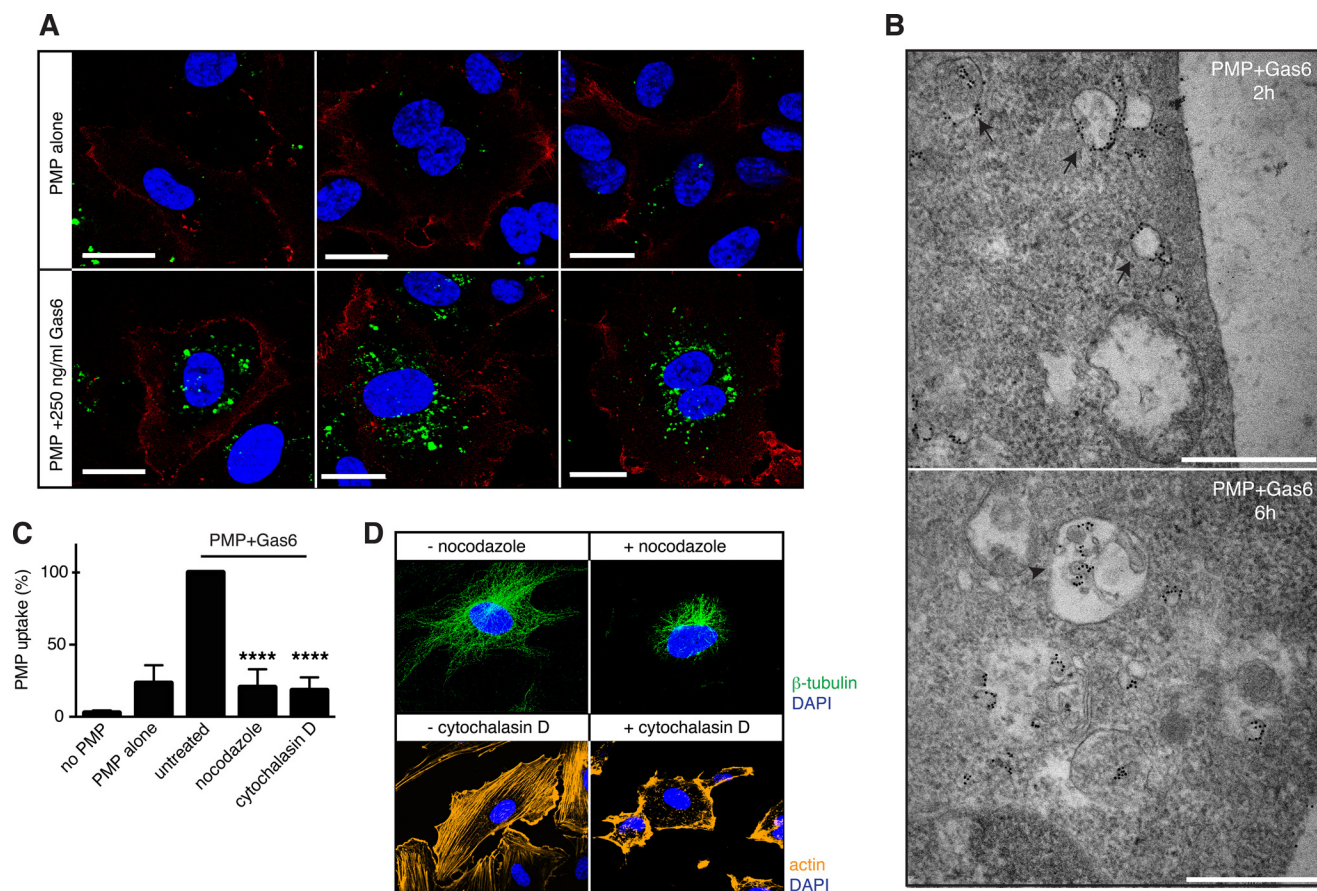 A
PMP alone
PMP +250 ng/ml Gas6
B
PMP+Gas6
2h
PMP+Gas6
6h
C
PMP+Gas6
PMP uptake (%)
100
50
0
****
****
no PMP
PMP alone
untreated
nocodazole
cytochalasin D
D
- nocodazole
+ nocodazole
β-tubulin
DAPI
- cytochalasin D
+ cytochalasin D
actin
DAPI